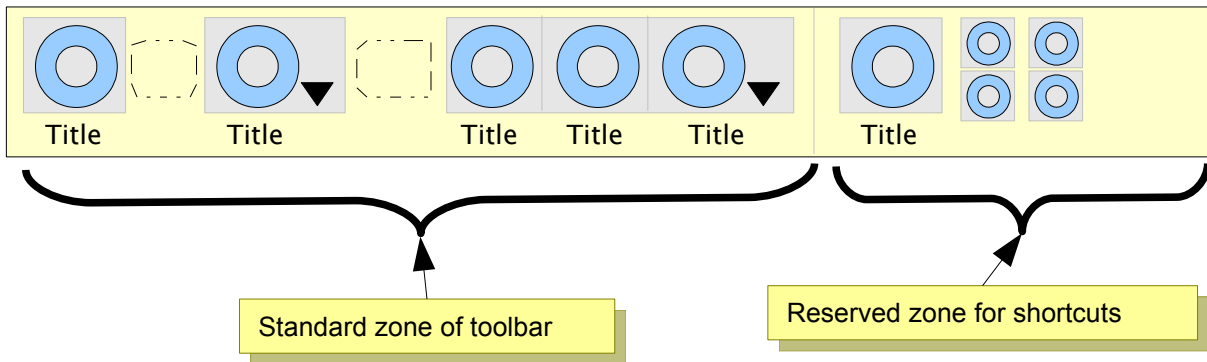 Title Title Title Title Title Title
Standard zone of toolbar
Reserved zone for shortcuts